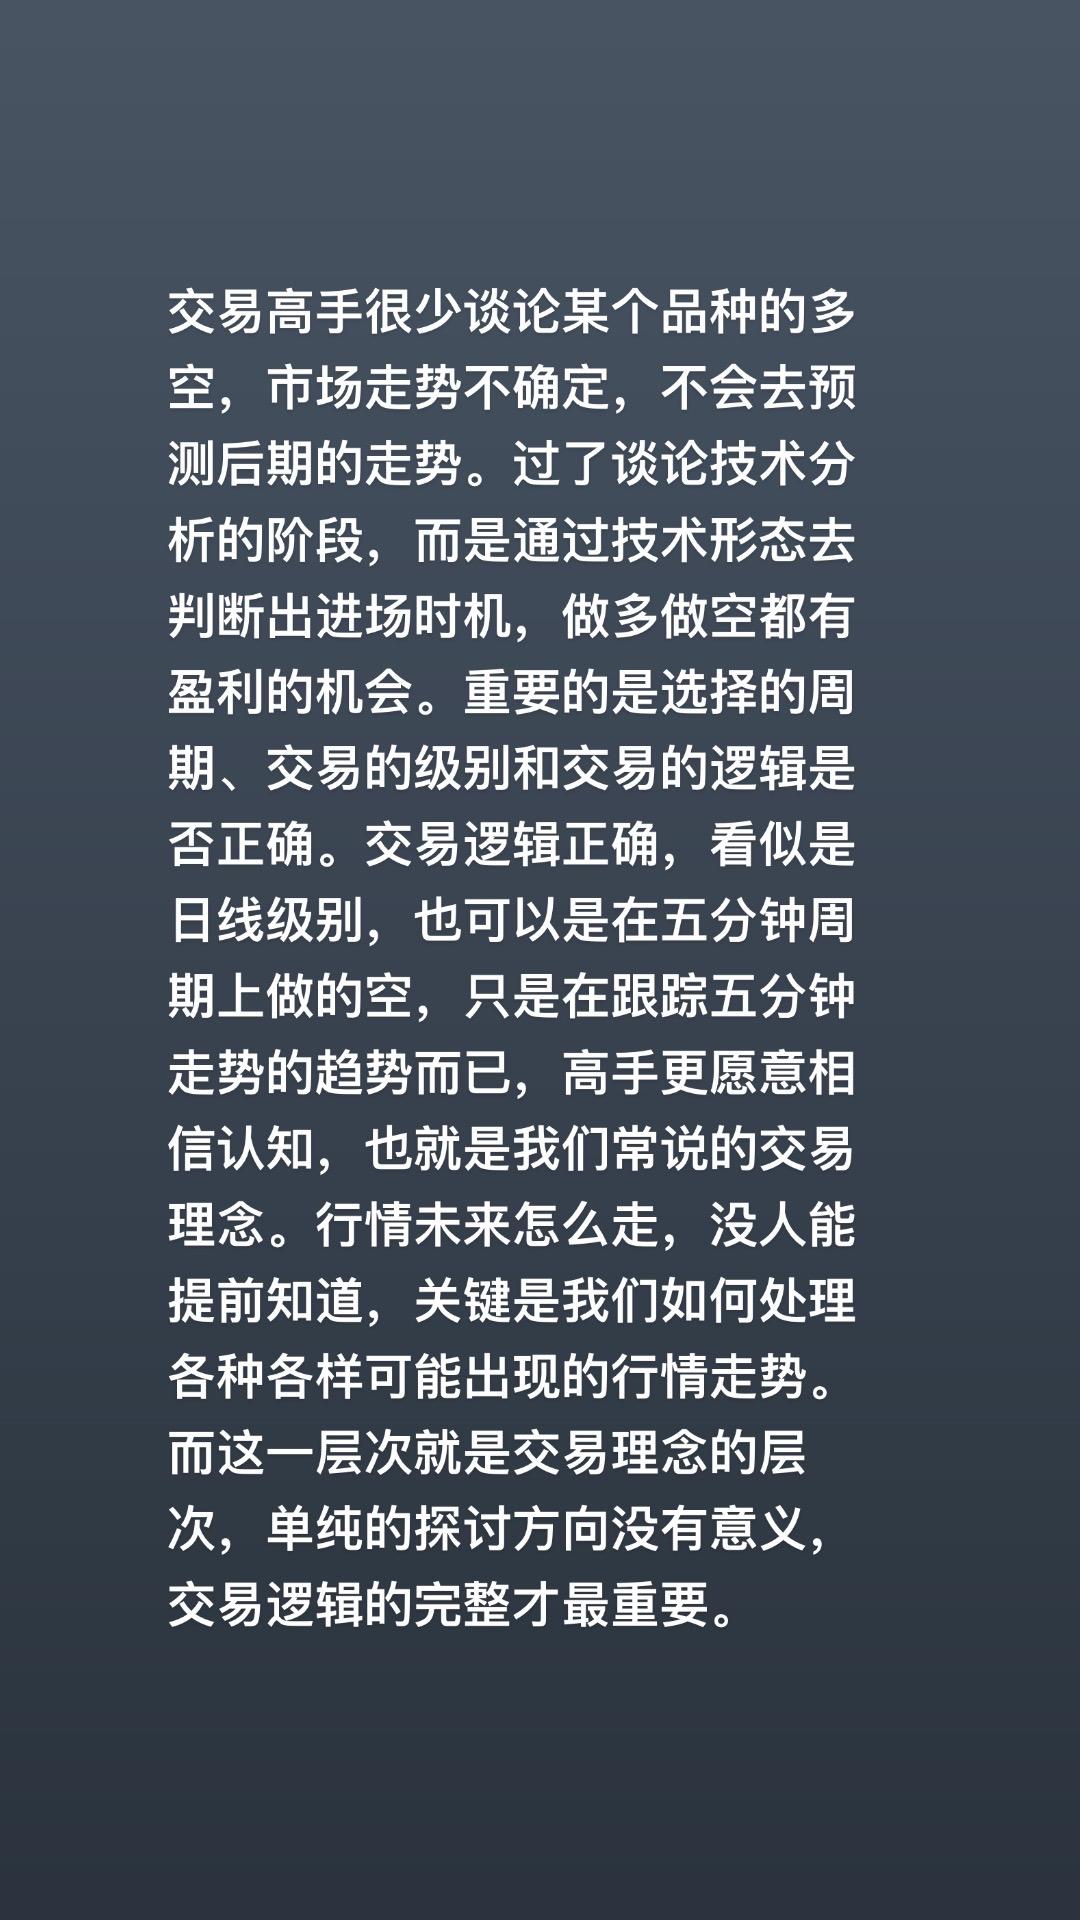 交易高手很少谈论某个品种的多
空，市场走势不确定，不会去预
测后期的走势。过了谈论技术分
析的阶段，而是通过技术形态去
判断出进场时机，做多做空都有
盈利的机会。重要的是选择的周
期、交易的级别和交易的逻辑是
否正确。交易逻辑正确，看似是
日线级别，也可以是在五分钟周
期上做的空，只是在跟踪五分钟
走势的趋势而已，高手更愿意相
信认知，也就是我们常说的交易
理念。行情未来怎么走，没人能
提前知道，关键是我们如何处理
各种各样可能出现的行情走势。
而这一层次就是交易理念的层
次，单纯的探讨方向没有意义，
交易逻辑的完整才最重要。